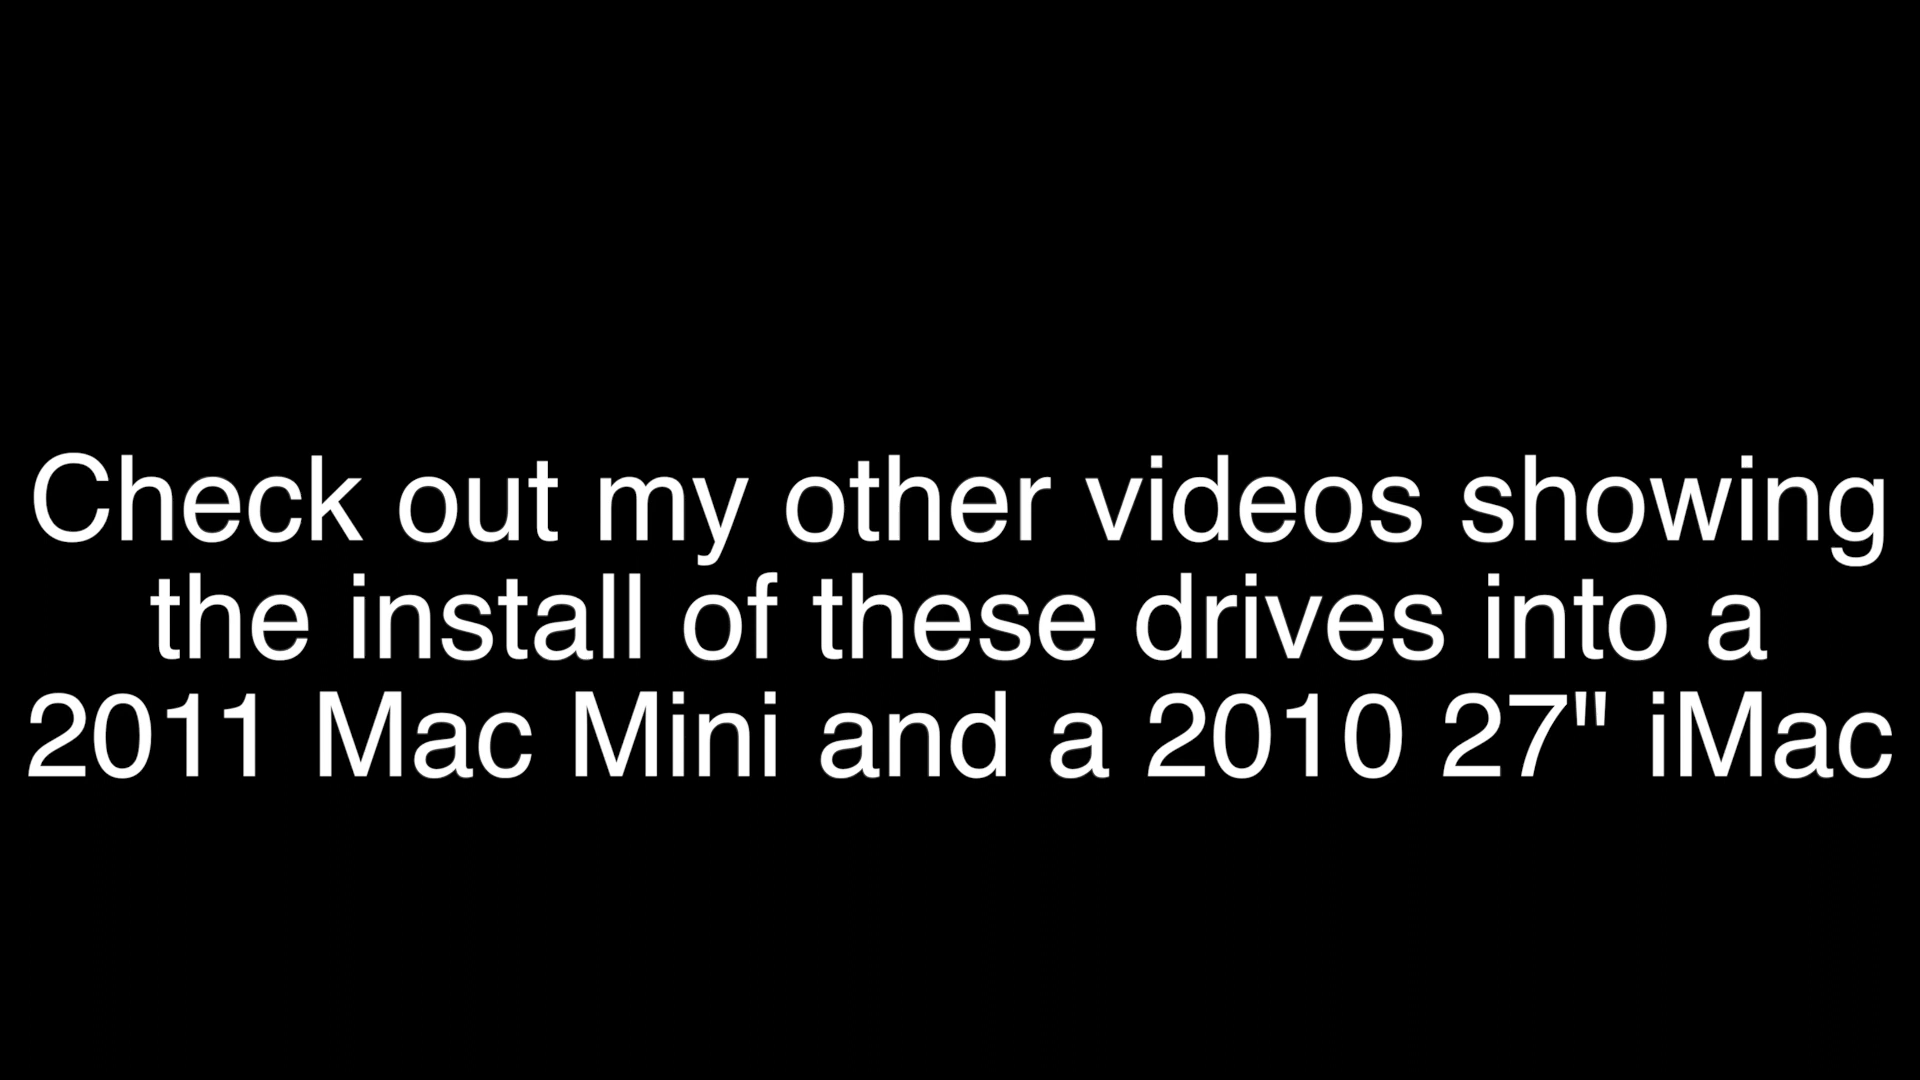 Check out my other videos showing
the install of these drives into a
2011 Mac Mini and a 2010 27" iMac